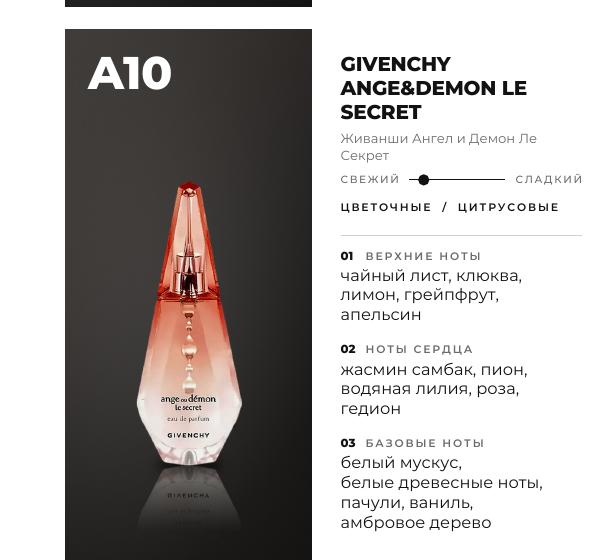 A10
GIVENCHY
ANGE&DEMON LE
SECRET
Живанши Ангел и Демон Ле
Секрет
СВЕЖИЙ СЛАДКИЙ
ЦВЕТОЧНЫЕ / ЦИТРУСОВЫЕ
01 ВЕРХНИЕ НОТЫ
чайный лист, клюква,
лимон, грейпфрут,
апельсин
02 НОТЫ СЕРДЦА
жасмин самбак, пион,
водяная лилия, роза,
гедион
03 БАЗОВЫЕ НОТЫ
белый мускус,
белые древесные ноты,
пачули, ваниль,
амбровое дерево
ange ou démon
le secret
eau de parfum
GIVENCHY